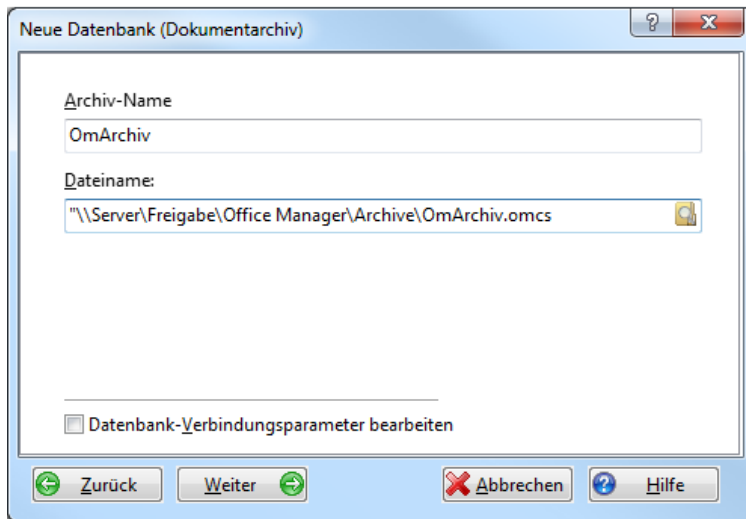 Neue Datenbank (Dokumentarchiv)
Archiv-Name
OmArchiv
Dateiname:
"\\Server\Freigabe\Office Manager\Archive\OmArchiv.omcs
Datenbank-Verbindungsparameter bearbeiten
Zurück Weiter Abbrechen Hilfe